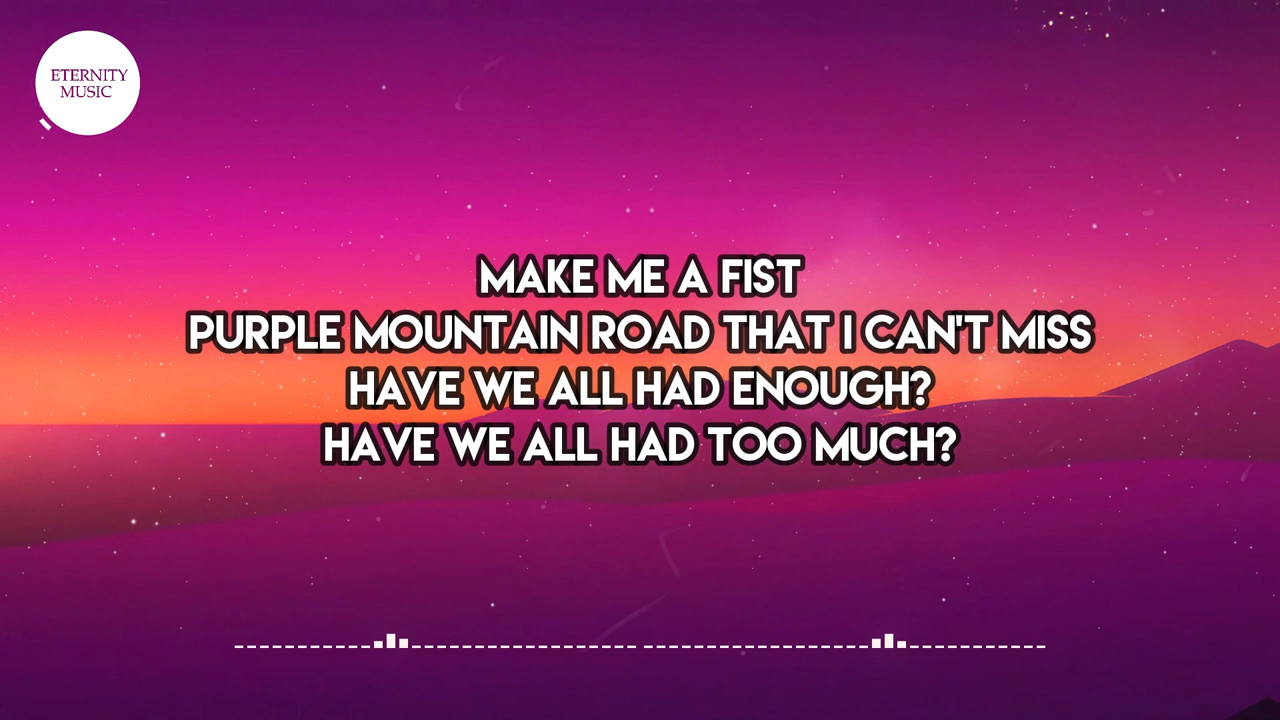 ETERNITY
MUSIC
MAKE ME A FIST
PURPLE MOUNTAIN ROAD THAT I CAN'T MISS
HAVE WE ALL HAD ENOUGH?
HAVE WE ALL HAD TOO MUCH?